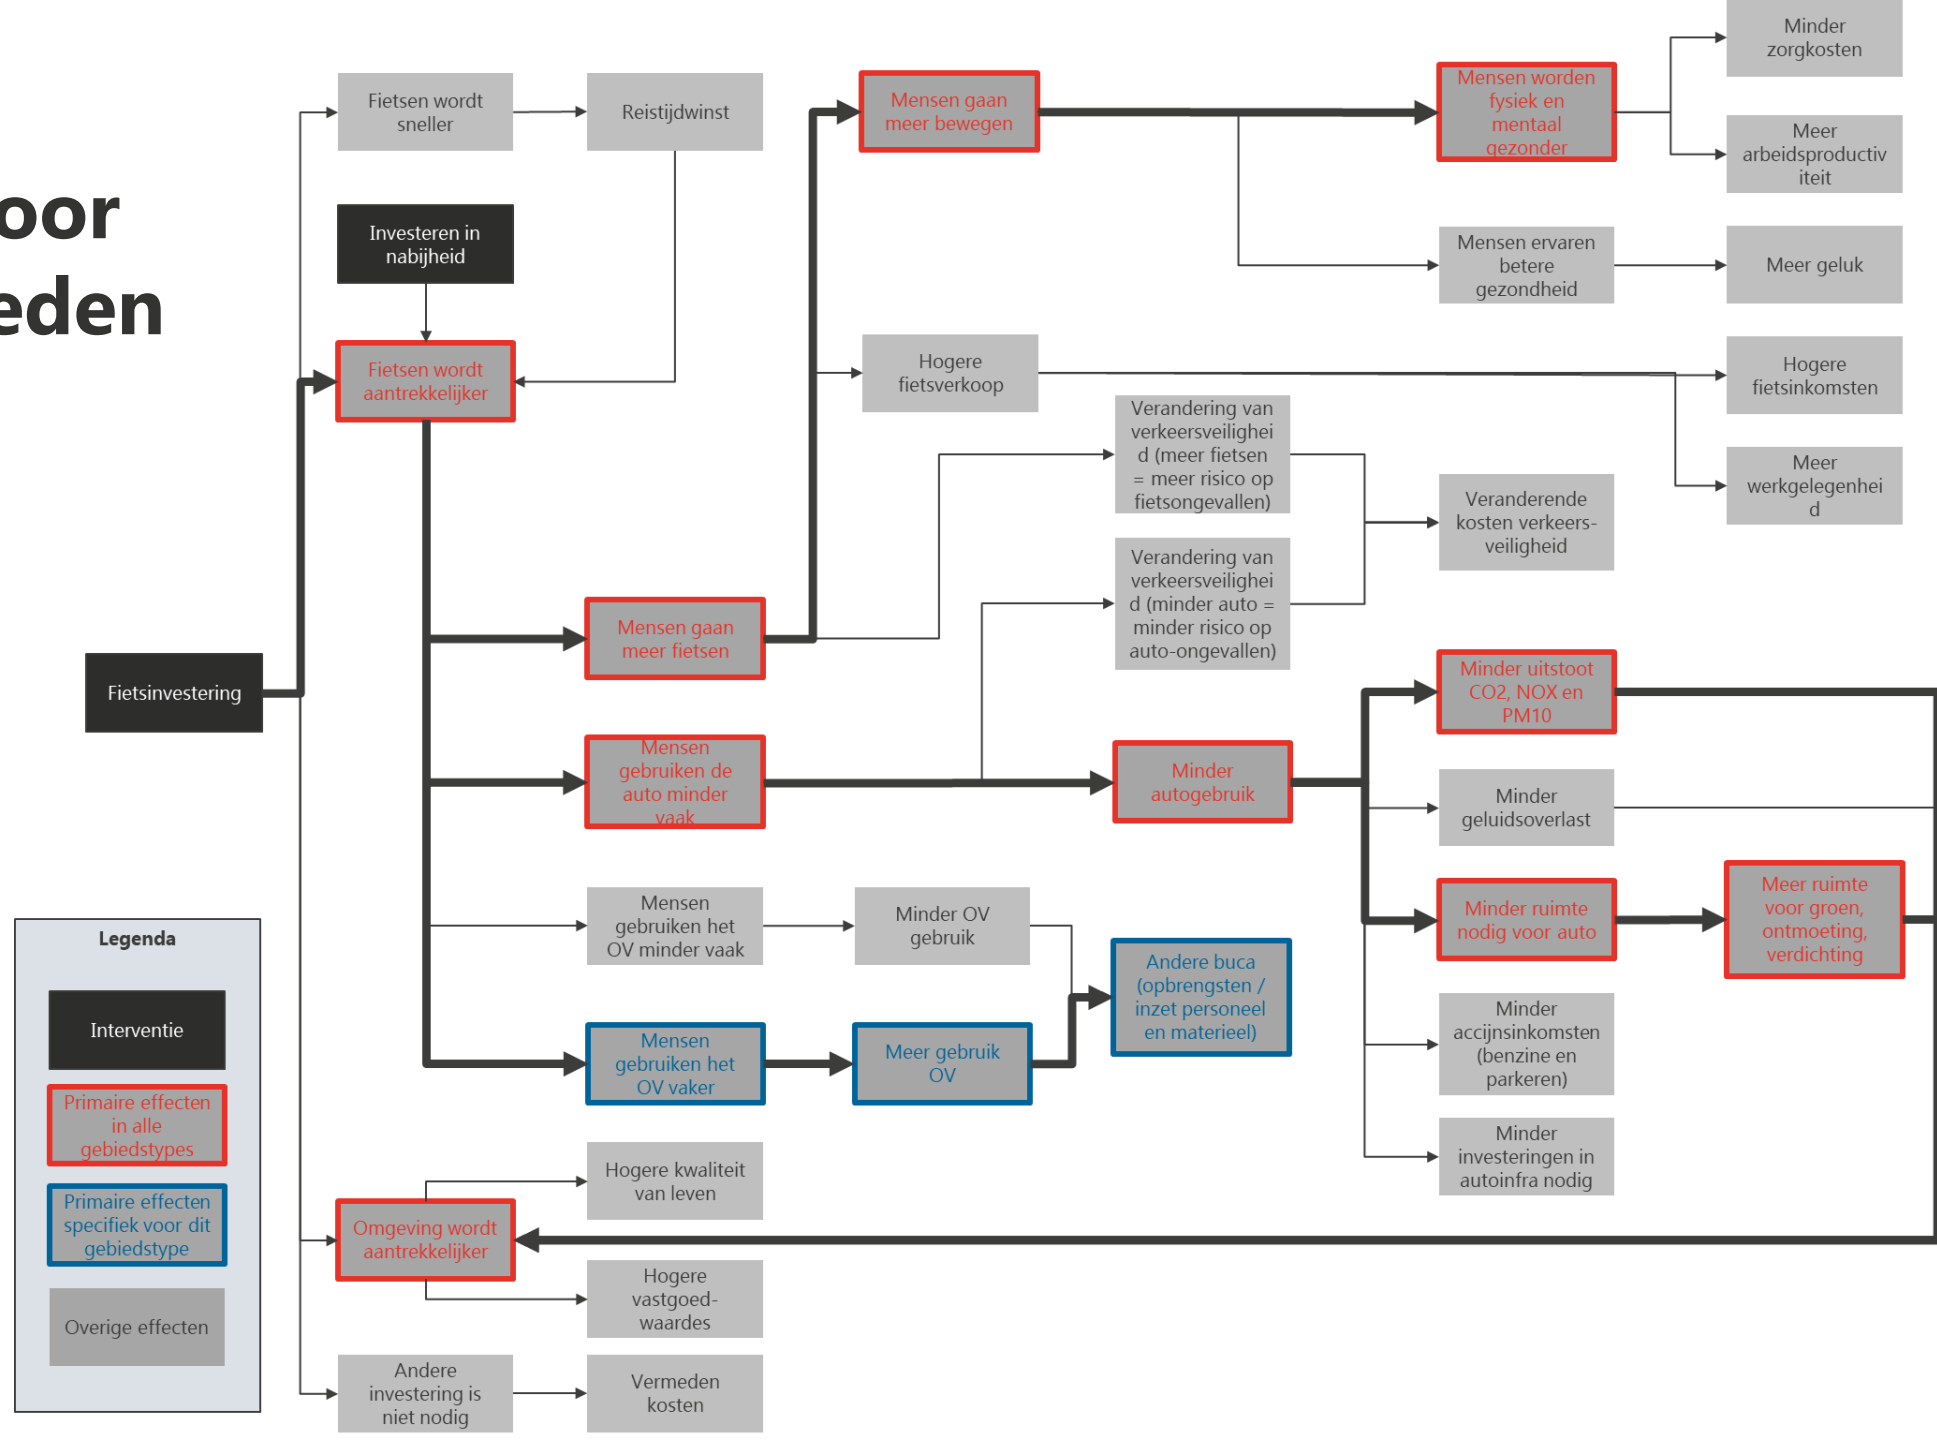 oor
eden
Fietsinvestering
Fietsen wordt
sneller
Reistijdwinst
Investeren in
nabijheid
Fietsen wordt
aantrekkelijker
Mensen gaan
meer bewegen
Mensen worden
fysiek en
mentaal
gezonder
Minder
zorgkosten
Meer
arbeidsproductiv
iteit
Mensen ervaren
betere
gezondheid
Meer geluk
Hogere
fietsverkoop
Hogere
fietsinkomsten
Meer
werkgelegenhei
d
Verandering van
verkeersveilighei
d (meer fietsen
= meer risico op
fietsongevallen)
Verandering van
verkeersveilighei
d (minder auto =
minder risico op
auto-ongevallen)
Veranderende
kosten verkeers-
veiligheid
Mensen gaan
meer fietsen
Mensen
gebruiken de
auto minder
vaak
Minder
autogebruik
Minder uitstoot
CO2, NOX en
PM10
Minder
geluidsoverlast
Minder ruimte
nodig voor auto
Meer ruimte
voor groen,
ontmoeting,
verdichting
Minder
accijnsinkomsten
(benzine en
parkeren)
Minder
investeringen in
autoinfra nodig
Mensen
gebruiken het
OV minder vaak
Minder OV
gebruik
Mensen
gebruiken het
OV vaker
Meer gebruik
OV
Andere buca
(opbrengsten /
inzet personeel
en materieel)
Hogere kwaliteit
van leven
Omgeving wordt
aantrekkelijker
Hogere
vastgoed-
waardes
Andere
investering is
niet nodig
Vermeden
kosten
Legenda
Interventie
Primaire effecten
in alle
gebiedstypes
Primaire effecten
specifiek voor dit
gebiedstype
Overige effecten